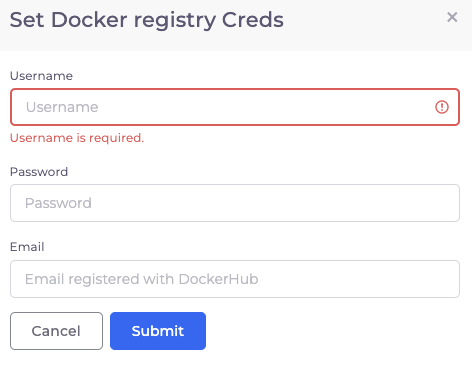 Set Docker registry Creds
Username
Username
Username is required.
Password
Password
Email
Email registered with DockerHub
Cancel Submit